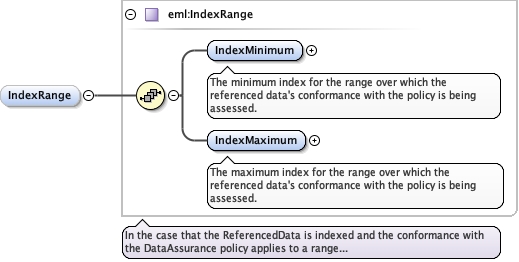 eml:IndexRange
IndexMinimum
The minimum index for the range over which the
referenced data's conformance with the policy is being
assessed.
IndexRange
IndexMaximum
The maximum index for the range over which the
referenced data's conformance with the policy is being
assessed.
In the case that the ReferencedData is indexed and the conformance with
the DataAssurance policy applies to a range...